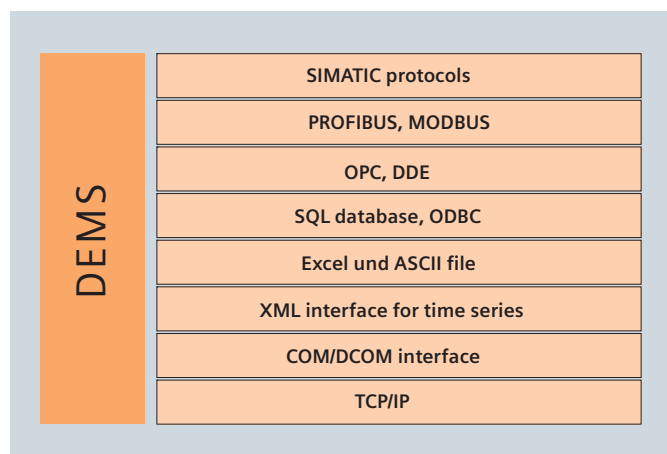 DEMS
SIMATIC protocols
PROFIBUS, MODBUS
OPC, DDE
SQL database, ODBC
Excel und ASCII file
XML interface for time series
COM/DCOM interface
TCP/IP